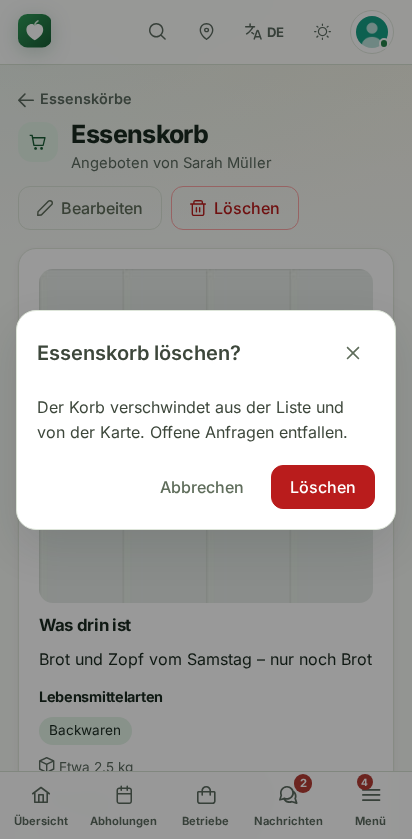 DE
Essenskörbe
Essenskorb
Angeboten von Sarah Müller
Bearbeiten
Löschen
Essenskorb löschen?
Der Korb verschwindet aus der Liste und
von der Karte. Offene Anfragen entfallen.
Abbrechen
Löschen
Was drin ist
Brot und Zopf vom Samstag – nur noch Brot
Lebensmittelarten
Backwaren
Etwa 2,5 kg
2
4
Übersicht
Abholungen
Betriebe
Nachrichten
Menü